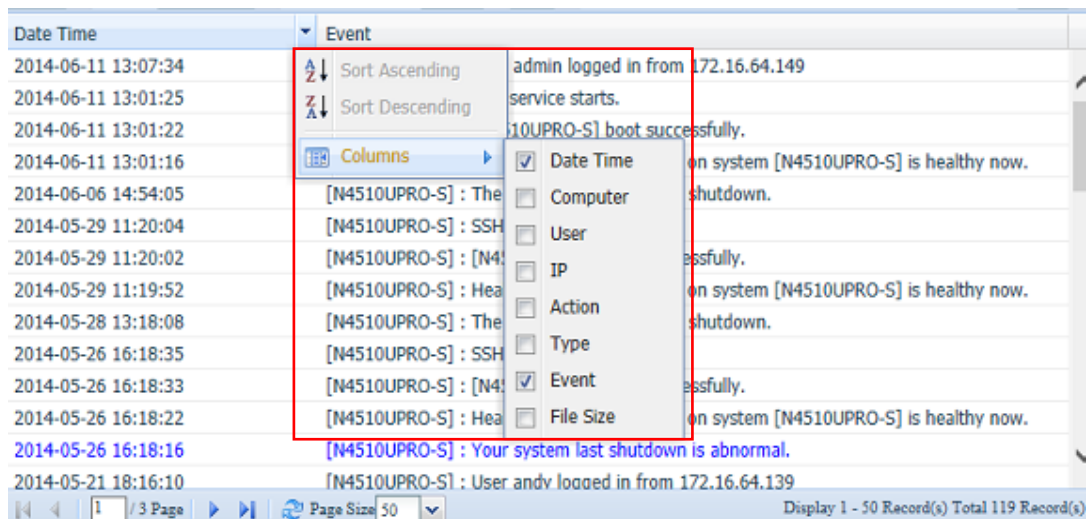 Date Time Event
2014-06-11 13:07:34 admin logged in from 172.16.64.149
Sort Ascending
2014-06-11 13:01:25 service starts.
Sort Descending
2014-06-11 13:01:22 510UPRO-S] boot successfully.
Columns
2014-06-11 13:01:16 on system [N4510UPRO-S] is healthy now.
Date Time
2014-06-06 14:54:05 [N4510UPRO-S] : The shutdown.
Computer
2014-05-29 11:20:04 [N4510UPRO-S] : SSH
User
2014-05-29 11:20:02 [N4510UPRO-S] : [N45 essfully.
IP
2014-05-29 11:19:52 [N4510UPRO-S] : Hea on system [N4510UPRO-S] is healthy now.
Action
2014-05-28 13:18:08 [N4510UPRO-S] : The shutdown.
Type
2014-05-26 16:18:35 [N4510UPRO-S] : SSH
Event
2014-05-26 16:18:33 [N4510UPRO-S] : [N45 essfully.
File Size
2014-05-26 16:18:22 [N4510UPRO-S] : Hea on system [N4510UPRO-S] is healthy now.
2014-05-26 16:18:16 [N4510UPRO-S] : Your system last shutdown is abnormal.
2014-05-21 18:16:10 [N4510UPRO-S] : User andy logged in from 172.16.64.139
1 / 3 Page Page Size 50 Display 1 - 50 Record(s) Total 119 Record(s)